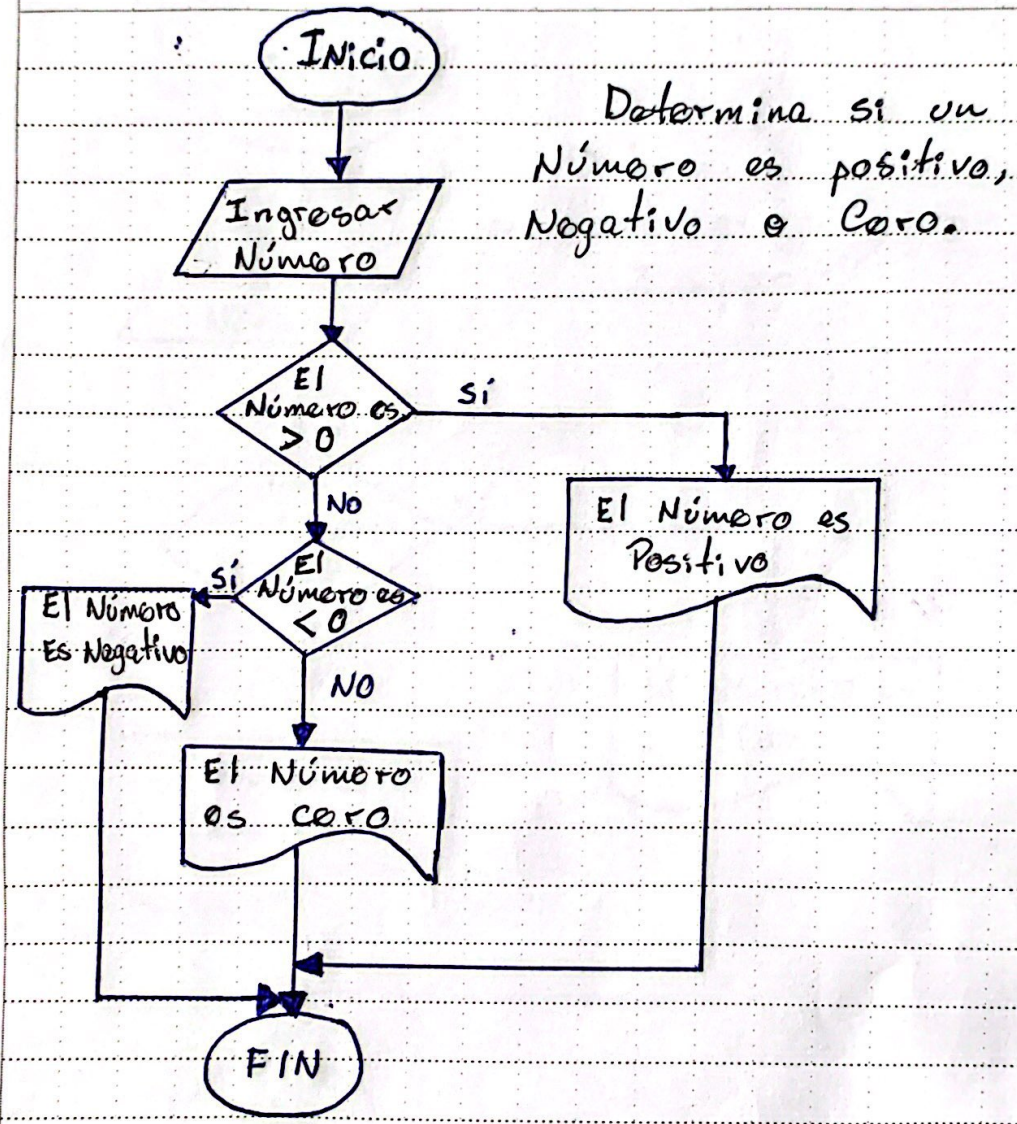 INicio
Determina si un
Número es positivo,
Negativo o Cero.
Ingresar
Número
El
Número es
> 0
Sí
NO
El Número es
Positivo
El
Número es
< 0
Sí
El Número
Es Negativo
NO
El Número
es cero
FIN